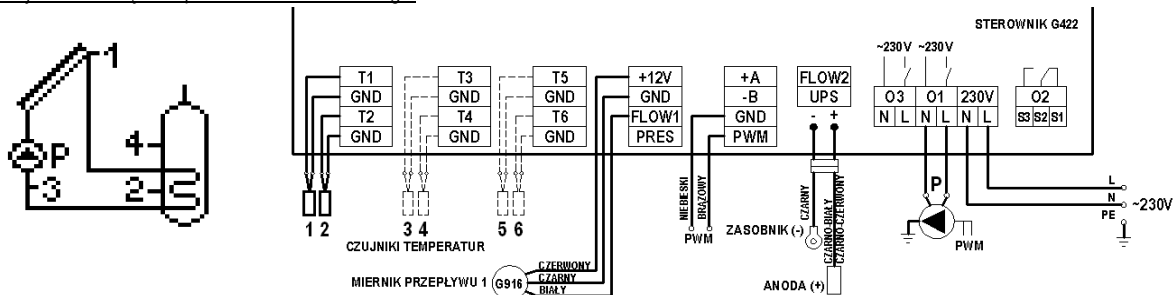 STEROWNIK G422
~230V ~230V
T1 T3 T5 +12V +A FLOW2
GND GND GND GND -B UPS O3 O1 230V O2
T2 T4 T6 FLOW1 GND - + N L N L N L S3 S2 S1
GND GND GND PRES PWM
1
4
P
3 2
NIEBIESKI
BRĄZOWY
PWM
CZARNY
CZARNO-BIAŁY
CZARNO-CZERWONY
P
L
N
PE
~230V
ZASOBNIK (-)
PWM
1 2 3 4 5 6
CZUJNIKI TEMPERATUR
CZERWONY
MIERNIK PRZEPŁYWU 1 G916 CZARNY
BIAŁY
ANODA (+)